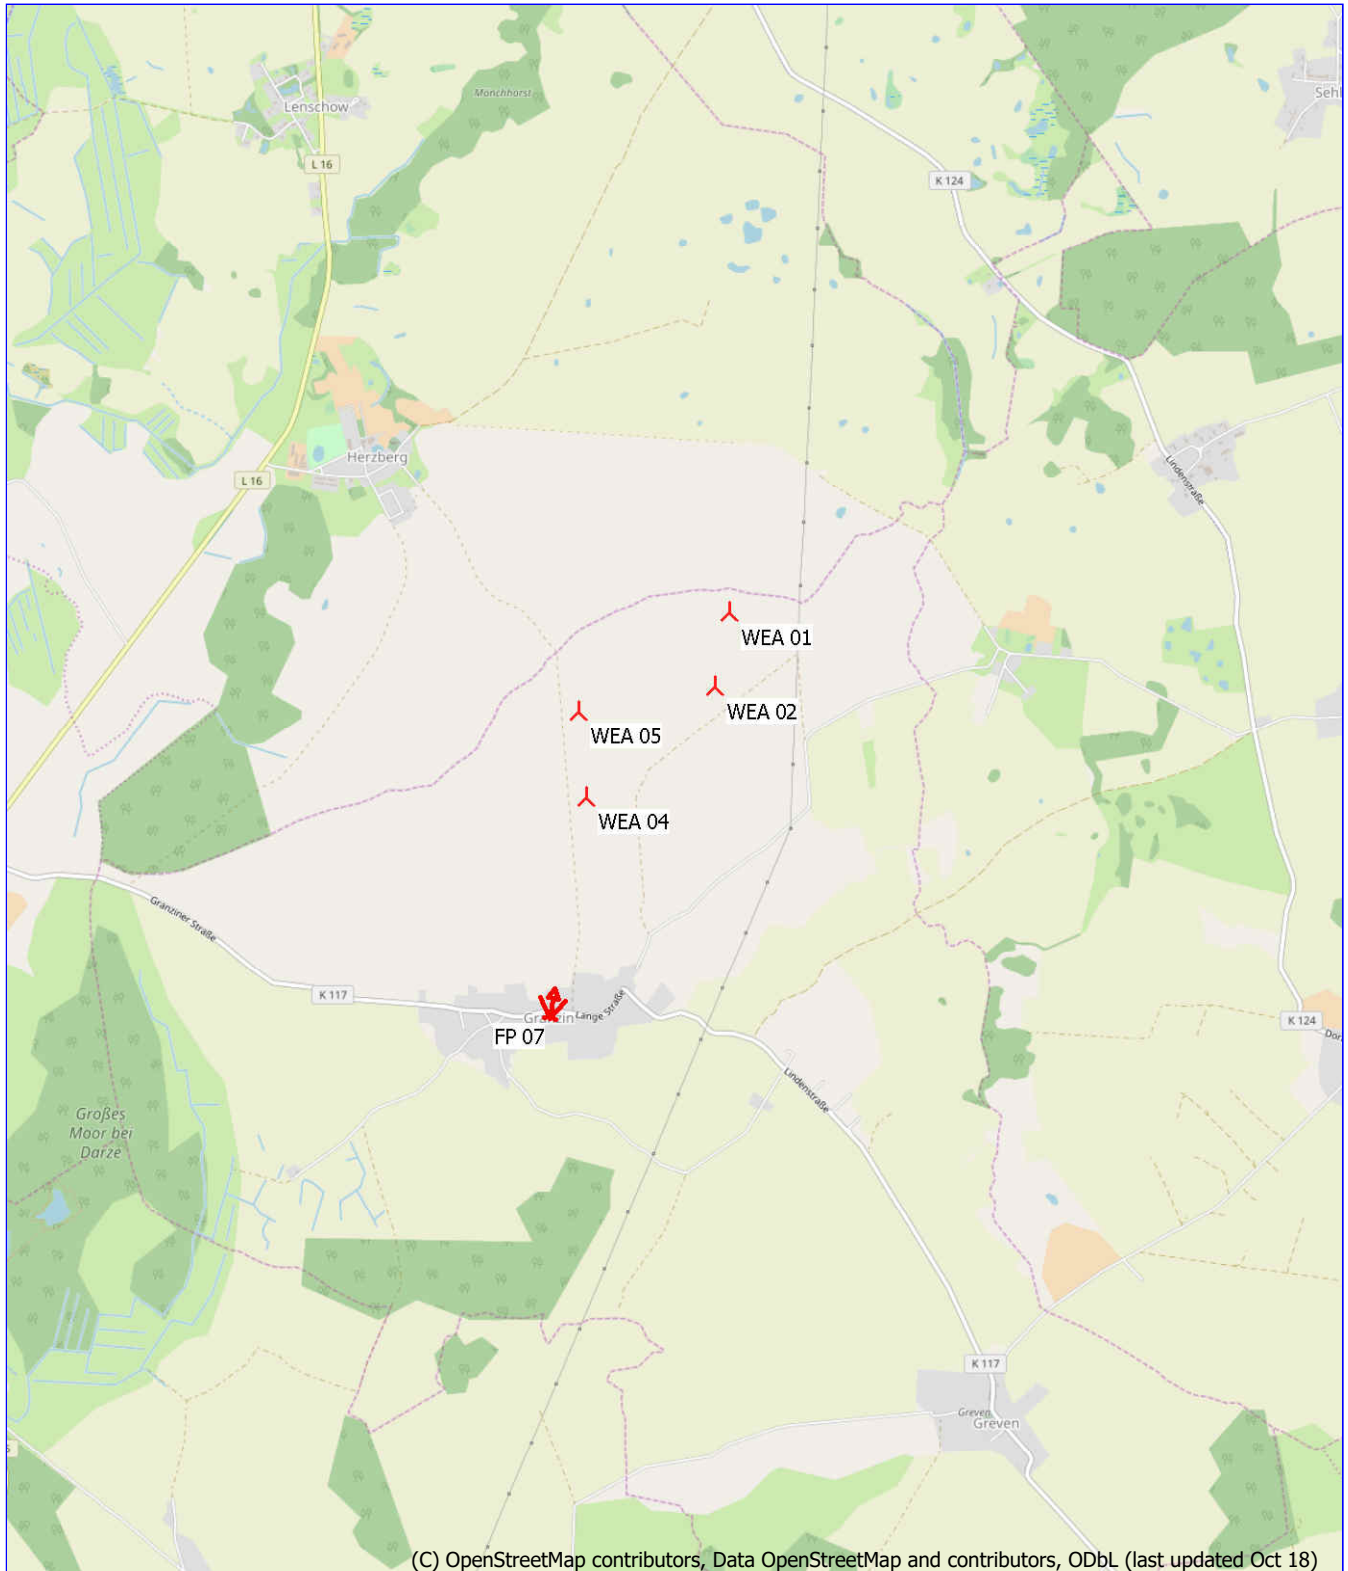 Lenschow
Mönchhorst
Sehl
L 16
K 124
Herzberg
L 16
Lindenstraße
WEA 01
WEA 02
WEA 05
WEA 04
Granziner Straße
K 117
Granzin
Lange Straße
FP 07
K 124
Lindenstraße
Großes
Moor bei
Darze
K 117
Greven
Greven
(C) OpenStreetMap contributors, Data OpenStreetMap and contributors, ODbL (last updated Oct 18)